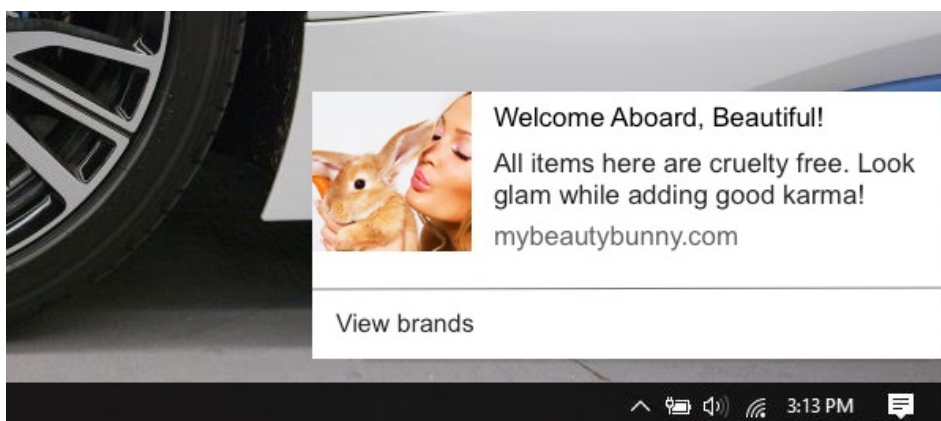 Welcome Aboard, Beautiful!
All items here are cruelty free. Look
glam while adding good karma!
mybeautybunny.com
View brands
3:13 PM